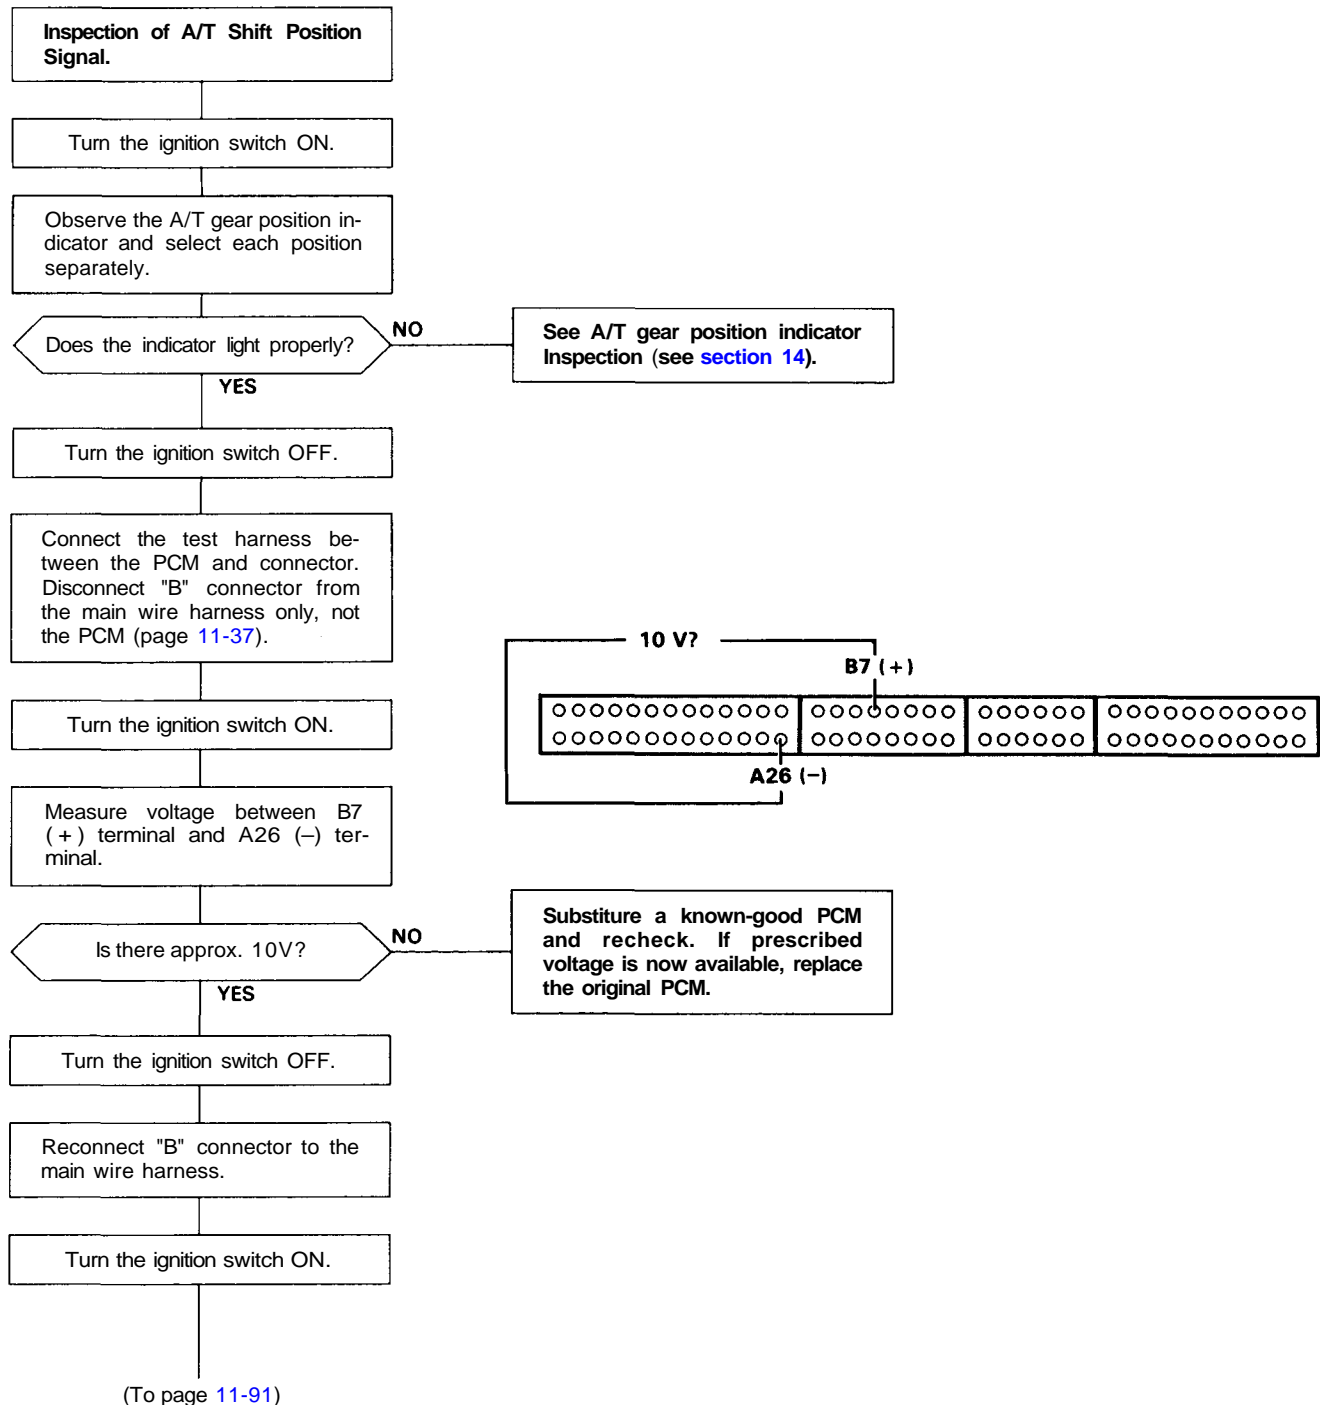 Inspection of A/T Shift Position
Signal.
Turn the ignition switch ON.
Observe the A/T gear position in-
dicator and select each position
separately.
Does the indicator light properly?
NO
See A/T gear position indicator
Inspection (see section 14).
YES
Turn the ignition switch OFF.
Connect the test harness be-
tween the PCM and connector.
Disconnect "B" connector from
the main wire harness only, not
the PCM (page 11-37).
10 V?
B7 (+)
A26 (−)
Turn the ignition switch ON.
Measure voltage between B7
(+) terminal and A26 (–) ter-
minal.
Is there approx. 10V?
NO
Substiture a known-good PCM
and recheck. If prescribed
voltage is now available, replace
the original PCM.
YES
Turn the ignition switch OFF.
Reconnect "B" connector to the
main wire harness.
Turn the ignition switch ON.
(To page 11-91)